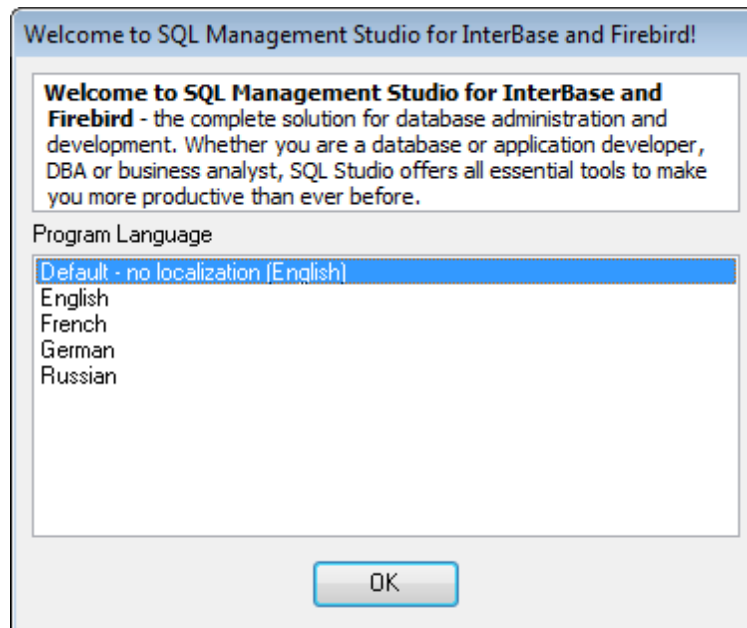 Welcome to SQL Management Studio for InterBase and Firebird!
Welcome to SQL Management Studio for InterBase and
Firebird - the complete solution for database administration and
development. Whether you are a database or application developer,
DBA or business analyst, SQL Studio offers all essential tools to make
you more productive than ever before.
Program Language
Default - no localization (English)
English
French
German
Russian
OK